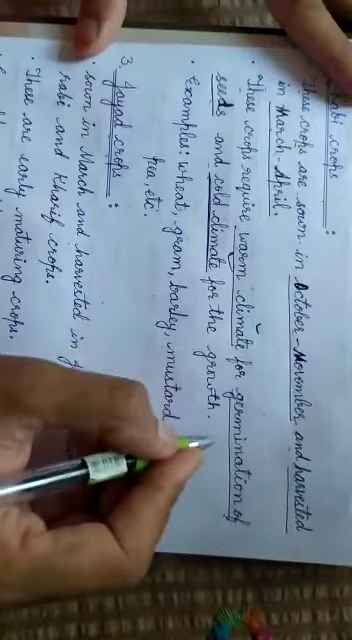 Rabi crops :
These crops are sown in October-November and harvested
in March-April.
• These crops require warm climate for germination of
seeds and cold climate for the growth.
• Examples: wheat, gram, barley, mustard
pea, etc.
3. Jayad crops :
• sown in March and harvested in
rabi and Kharif crops.
• These are early maturing crops.